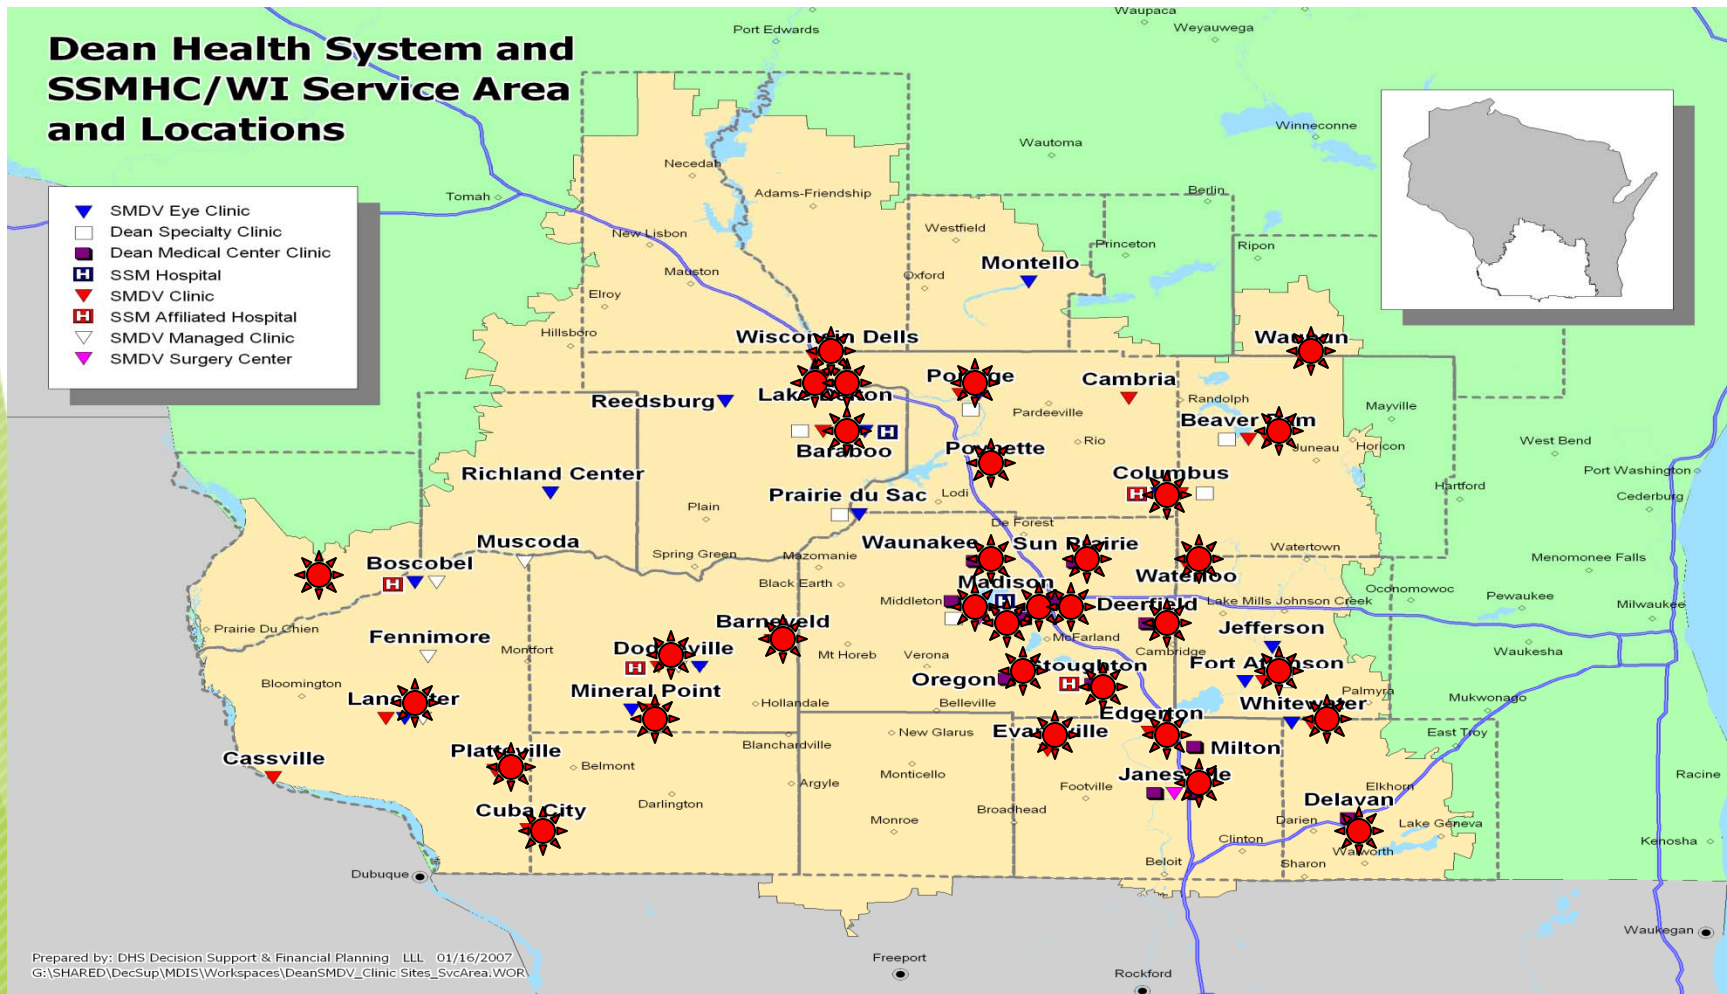 Dean Health System and
SSMHC/WI Service Area
and Locations
SMDV Eye Clinic
Dean Specialty Clinic
Dean Medical Center Clinic
H SSM Hospital
SMDV Clinic
H SSM Affiliated Hospital
SMDV Managed Clinic
SMDV Surgery Center
Waupaca
Weyauwega
Port Edwards
Winneconne
Wautoma
Necedah
Adams-Friendship
Berlin
Tomah
New Lisbon
Westfield
Princeton
Ripon
Mauston
Oxford
Montello
Elroy
Hillsboro
Wisconsin Dells
Reedsburg
Cambria
Randolph
Pardeeville
Mayville
Rio
Juneau
Horicon
West Bend
H
Baraboo
Port Washington
Richland Center
Columbus
H
Hartford
Cederburg
Prairie du Sac
Lodi
Plain
De Forest
Muscoda
Waunakee
Sun Prairie
Watertown
Menomonee Falls
Spring Green
Mazomanie
Boscobel
H
Black Earth
Madison
H
Waterloo
Middleton
Deerfield
Lake Mills
Johnson Creek
Oconomowoc
Pewaukee
Milwaukee
Prairie Du Chien
Barneveld
Jefferson
Fennimore
McFarland
Cambridge
Montfort
Mt Horeb
Verona
Waukesha
H
Stoughton
H
Oregon
Bloomington
Mineral Point
Palmyra
Mukwonago
Hollandale
Belleville
Whitewater
Edgerton
East Troy
New Glarus
Blanchardville
Milton
Platteville
Cassville
Belmont
Monticello
Racine
Argyle
Footville
Elkhorn
Darlington
Broadhead
Delavan
Cuba City
Monroe
Darien
Lake Geneva
Clinton
Kenosha
Beloit
Sharon
Walworth
Dubuque
Waukegan
Freeport
Rockford
Prepared by: DHS Decision Support & Financial Planning LLL 01/16/2007
G:\SHARED\DecSup\MDIS\Workspaces\DeanSMDV_Clinic Sites_SvcArea.WOR